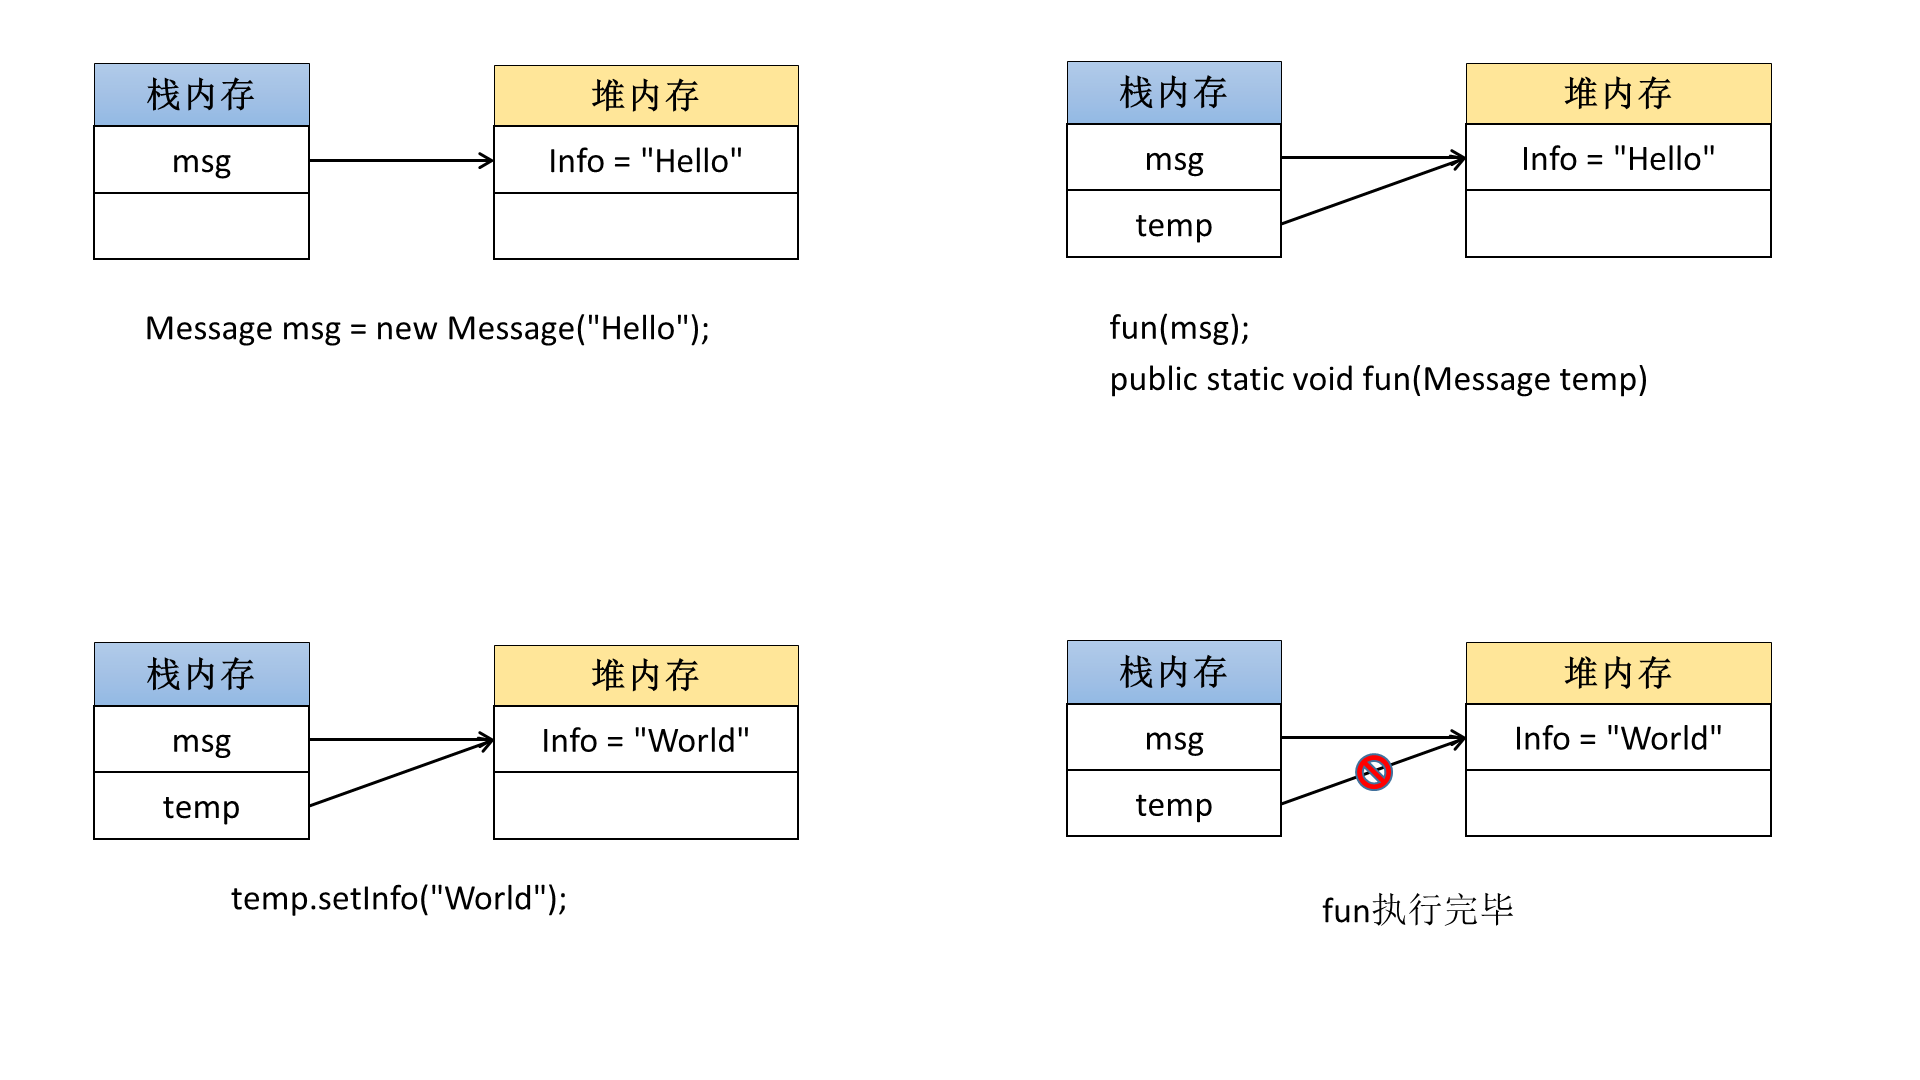 栈内存
堆内存
msg
Info = "Hello"
Message msg = new Message("Hello");
栈内存
堆内存
msg
Info = "Hello"
temp
fun(msg);
public static void fun(Message temp)
栈内存
堆内存
msg
Info = "World"
temp
temp.setInfo("World");
栈内存
堆内存
msg
Info = "World"
temp
fun执行完毕